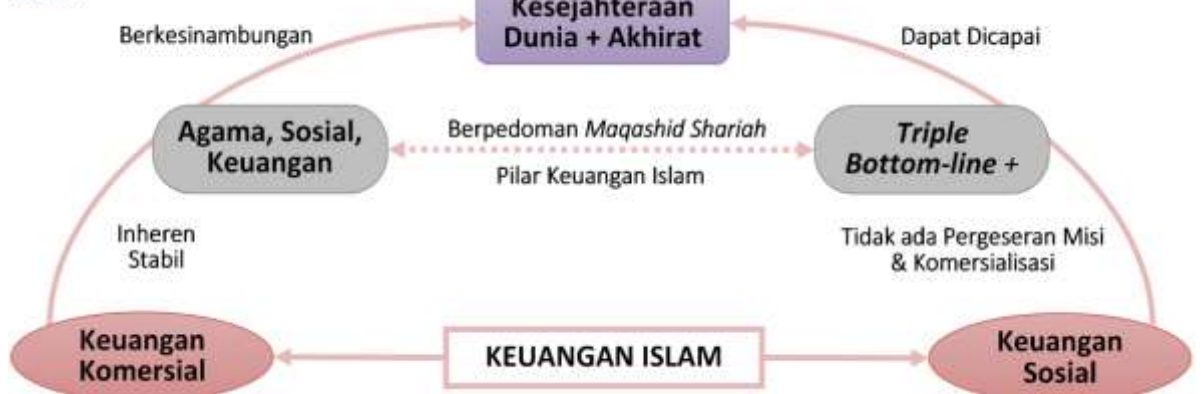 Kesejahteraan
Dunia + Akhirat
Berkesinambungan
Dapat Dicapai
Agama, Sosial,
Keuangan
Berpedoman Maqashid Shariah
Pilar Keuangan Islam
Triple
Bottom-line +
Inheren
Stabil
Tidak ada Pergeseran Misi
& Komersialisasi
Keuangan
Komersial
KEUANGAN ISLAM
Keuangan
Sosial